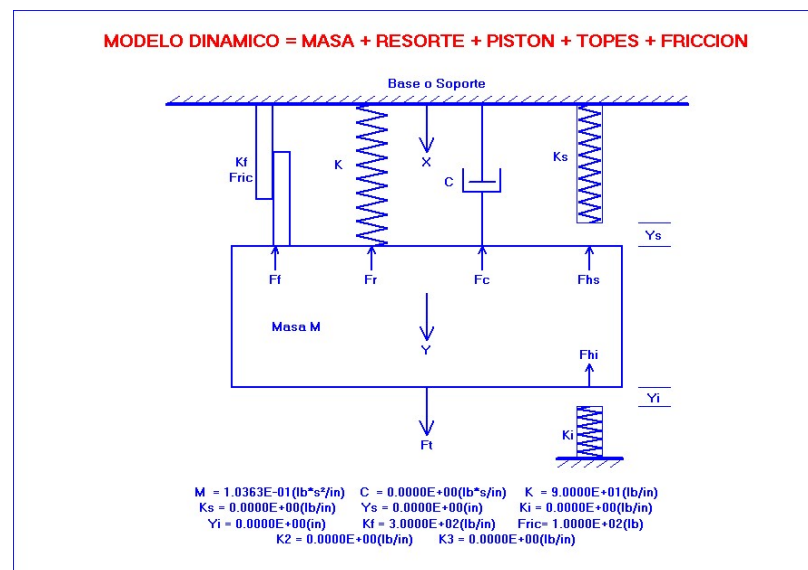 MODELO DINAMICO = MASA + RESORTE + PISTON + TOPES + FRICCION
Base o Soporte
Kf
Fric
K
X
C
Ks
Ys
Ff
Fr
Fc
Fhs
Masa M
Y
Fhi
Yi
Ft
Ki
M = 1.0363E-01(lb*s²/in) C = 0.0000E+00(lb*s/in) K = 9.0000E+01(lb/in)
Ks = 0.0000E+00(lb/in) Ys = 0.0000E+00(in) Ki = 0.0000E+00(lb/in)
Yi = 0.0000E+00(in) Kf = 3.0000E+02(lb/in) Fric= 1.0000E+02(lb)
K2 = 0.0000E+00(lb/in) K3 = 0.0000E+00(lb/in)